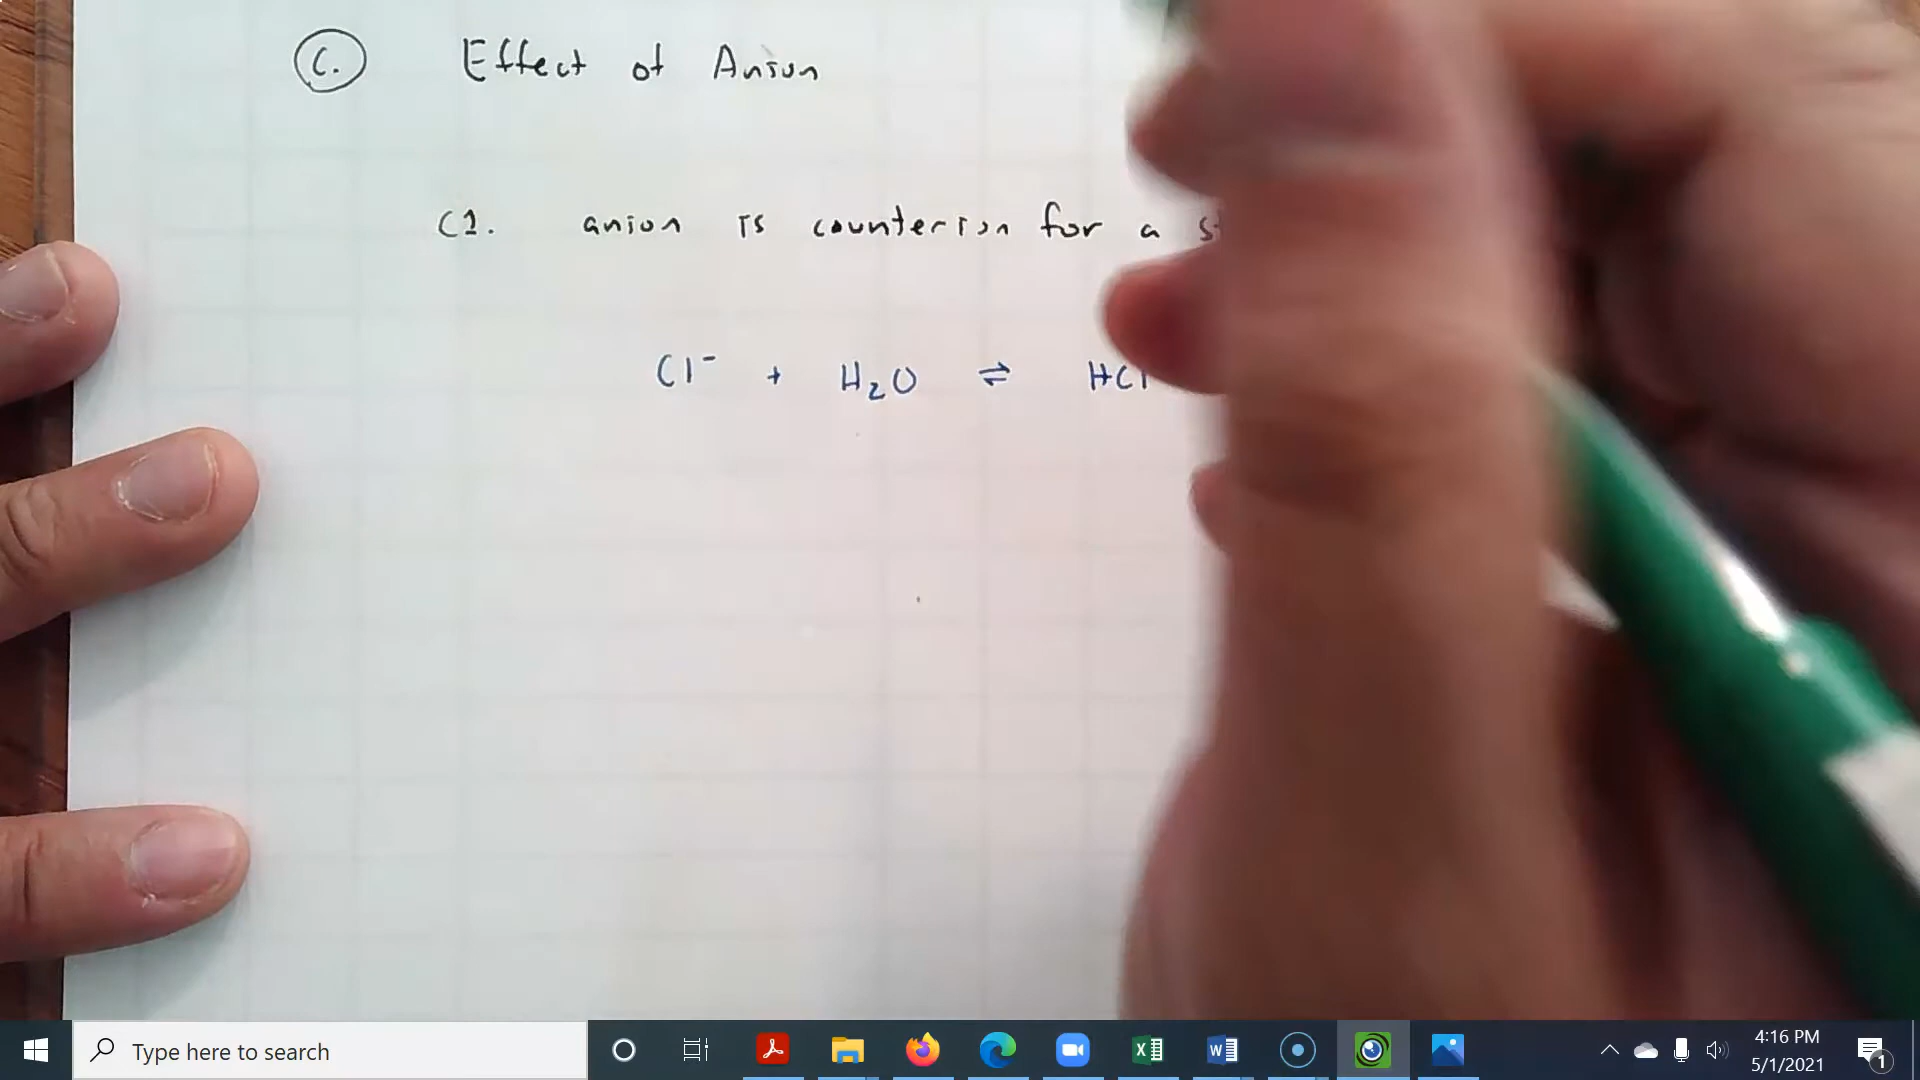 C. Effect of Anion
C1. anion is counterion for a
Cl⁻ + H₂O ⇌ HCl
Type here to search
4:16 PM
5/1/2021
1